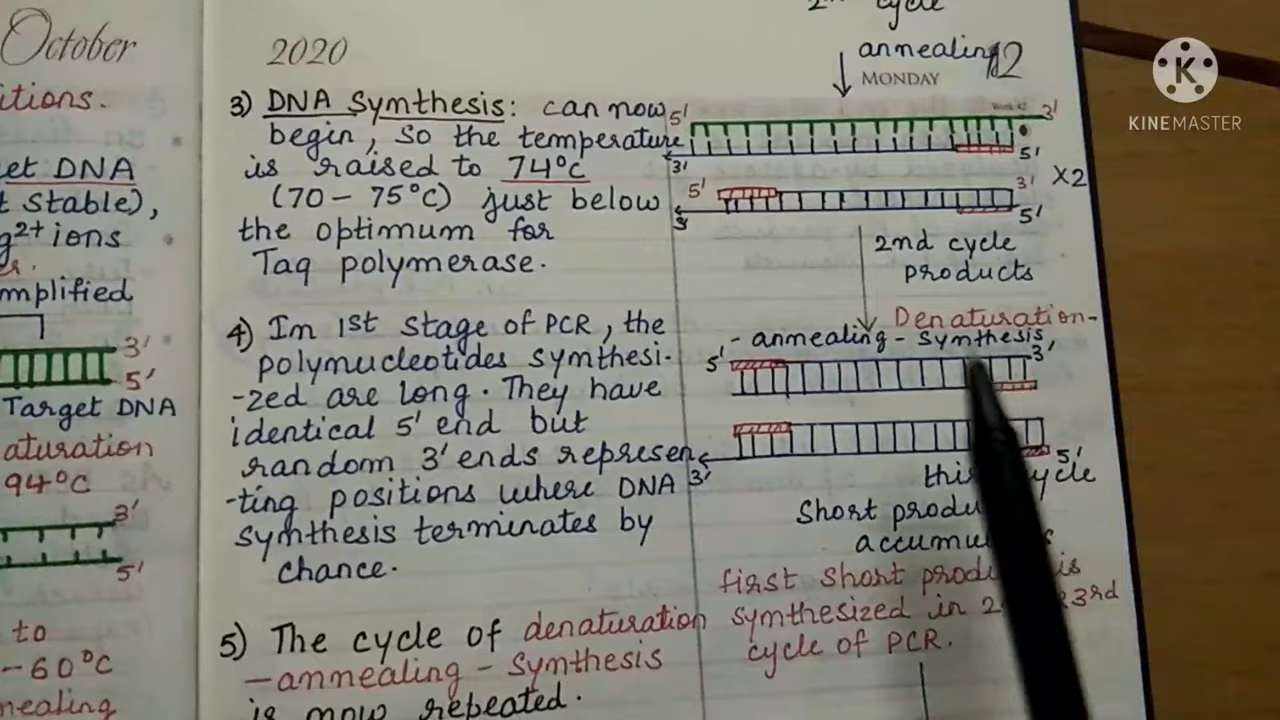 October
itions.
et DNA
t stable),
g2+ ions
er.
mplified
3'
5'
Target DNA
aturation
94°C
3'
5'
to
-60°C
nealing
2020
3) DNA Synthesis: can now
begin, so the temperature
is raised to 74°C
(70 - 75°C) just below
the optimum for
Taq polymerase.
4) In 1st stage of PCR, the
polynucleotides synthesi-
-zed are long. They have
identical 5' end but
random 3' ends represen
-ting positions where DNA
synthesis terminates by
chance.
5) The cycle of denaturation
-annealing - synthesis
is now repeated.
cycle
annealing
12
MONDAY
5' 3'
3' 5'
5' 3' X2
3' 5'
2nd cycle
products
Denaturation-
- annealing - synthesis,
5' 3'
5'
3'
cycle
Short
first short is
synthesized in 3rd
cycle of PCR.
K
KINEMASTER